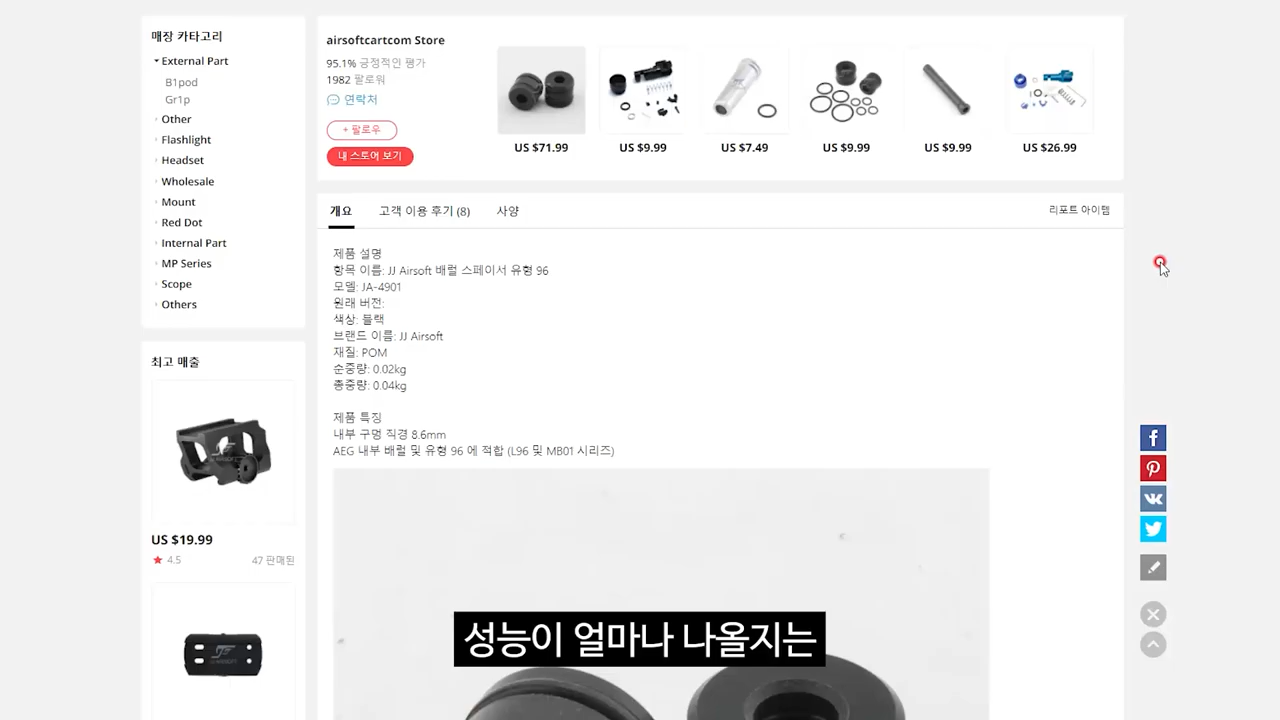 매장 카타고리
External Part
B1pod
Gr1p
Other
Flashlight
Headset
Wholesale
Mount
Red Dot
Internal Part
MP Series
Scope
Others
최고 매출
US $19.99
4.5
47 판매된
airsoftcartcom Store
95.1% 긍정적인 평가
1982 팔로워
연락처
+ 팔로우
내 스토어 보기
US $71.99
US $9.99
US $7.49
US $9.99
US $9.99
US $26.99
개요
고객 이용 후기 (8)
사양
리포트 아이템
제품 설명
항목 이름: JJ Airsoft 배럴 스페이서 유형 96
모델: JA-4901
원래 버전:
색상: 블랙
브랜드 이름: JJ Airsoft
재질: POM
순중량: 0.02kg
총중량: 0.04kg
제품 특징
내부 구멍 직경 8.6mm
AEG 내부 배럴 및 유형 96 에 적합 (L96 및 MB01 시리즈)
성능이 얼마나 나올지는